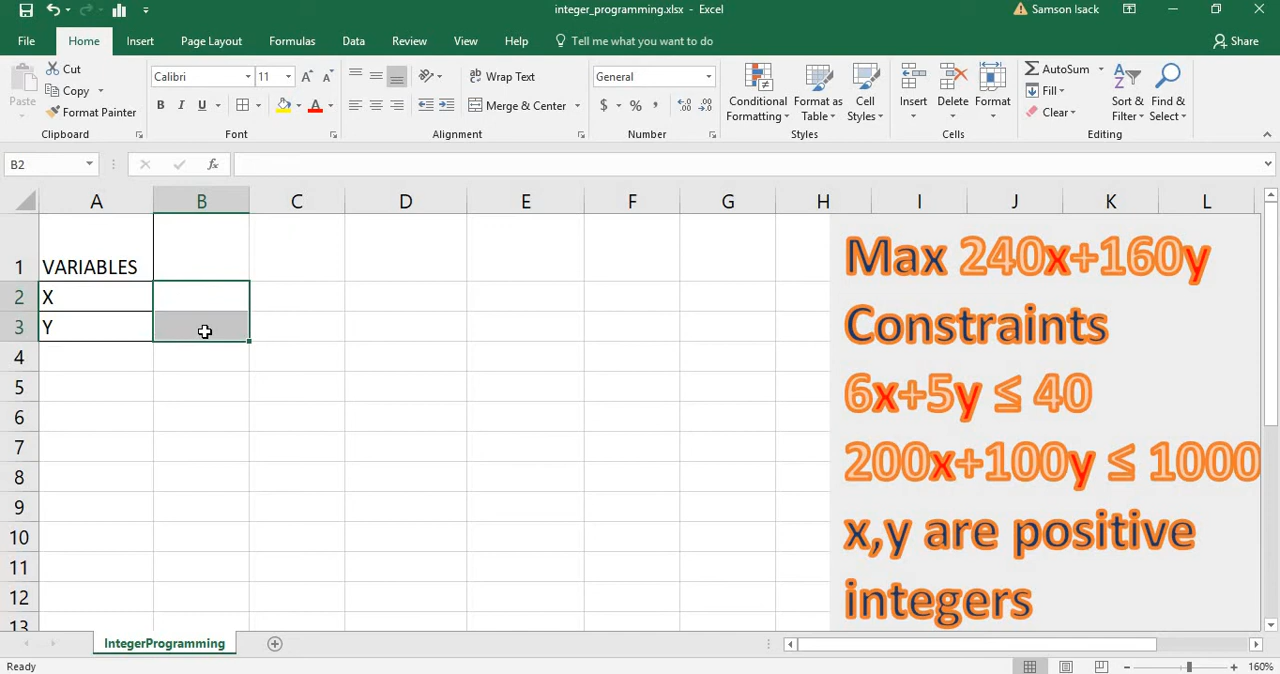 integer_programming.xlsx - Excel
Samson Isack
File Home Insert Page Layout Formulas Data Review View Help Tell me what you want to do Share
Paste
Cut
Copy
Format Painter
Clipboard
Calibri 11
B I U A
Font
Wrap Text
Merge & Center
Alignment
General
$ % ,
Number
Conditional Formatting
Format as Table
Cell Styles
Styles
Insert
Delete
Format
Cells
AutoSum
Fill
Clear
Sort & Filter
Find & Select
Editing
B2 fx
A B C D E F G H I J K L
1 VARIABLES
2 X
3 Y
4
5
6
7
8
9
10
11
12
13
Max 240x+160y
Constraints
6x+5y ≤ 40
200x+100y ≤ 1000
x,y are positive
integers
IntegerProgramming
Ready 160%